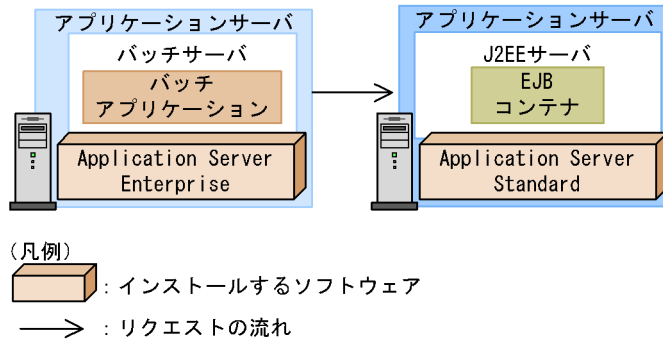 アプリケーションサーバ
バッチサーバ
バッチ
アプリケーション
Application Server
Enterprise
アプリケーションサーバ
J2EEサーバ
EJB
コンテナ
Application Server
Standard
(凡例)
：インストールするソフトウェア
：リクエストの流れ